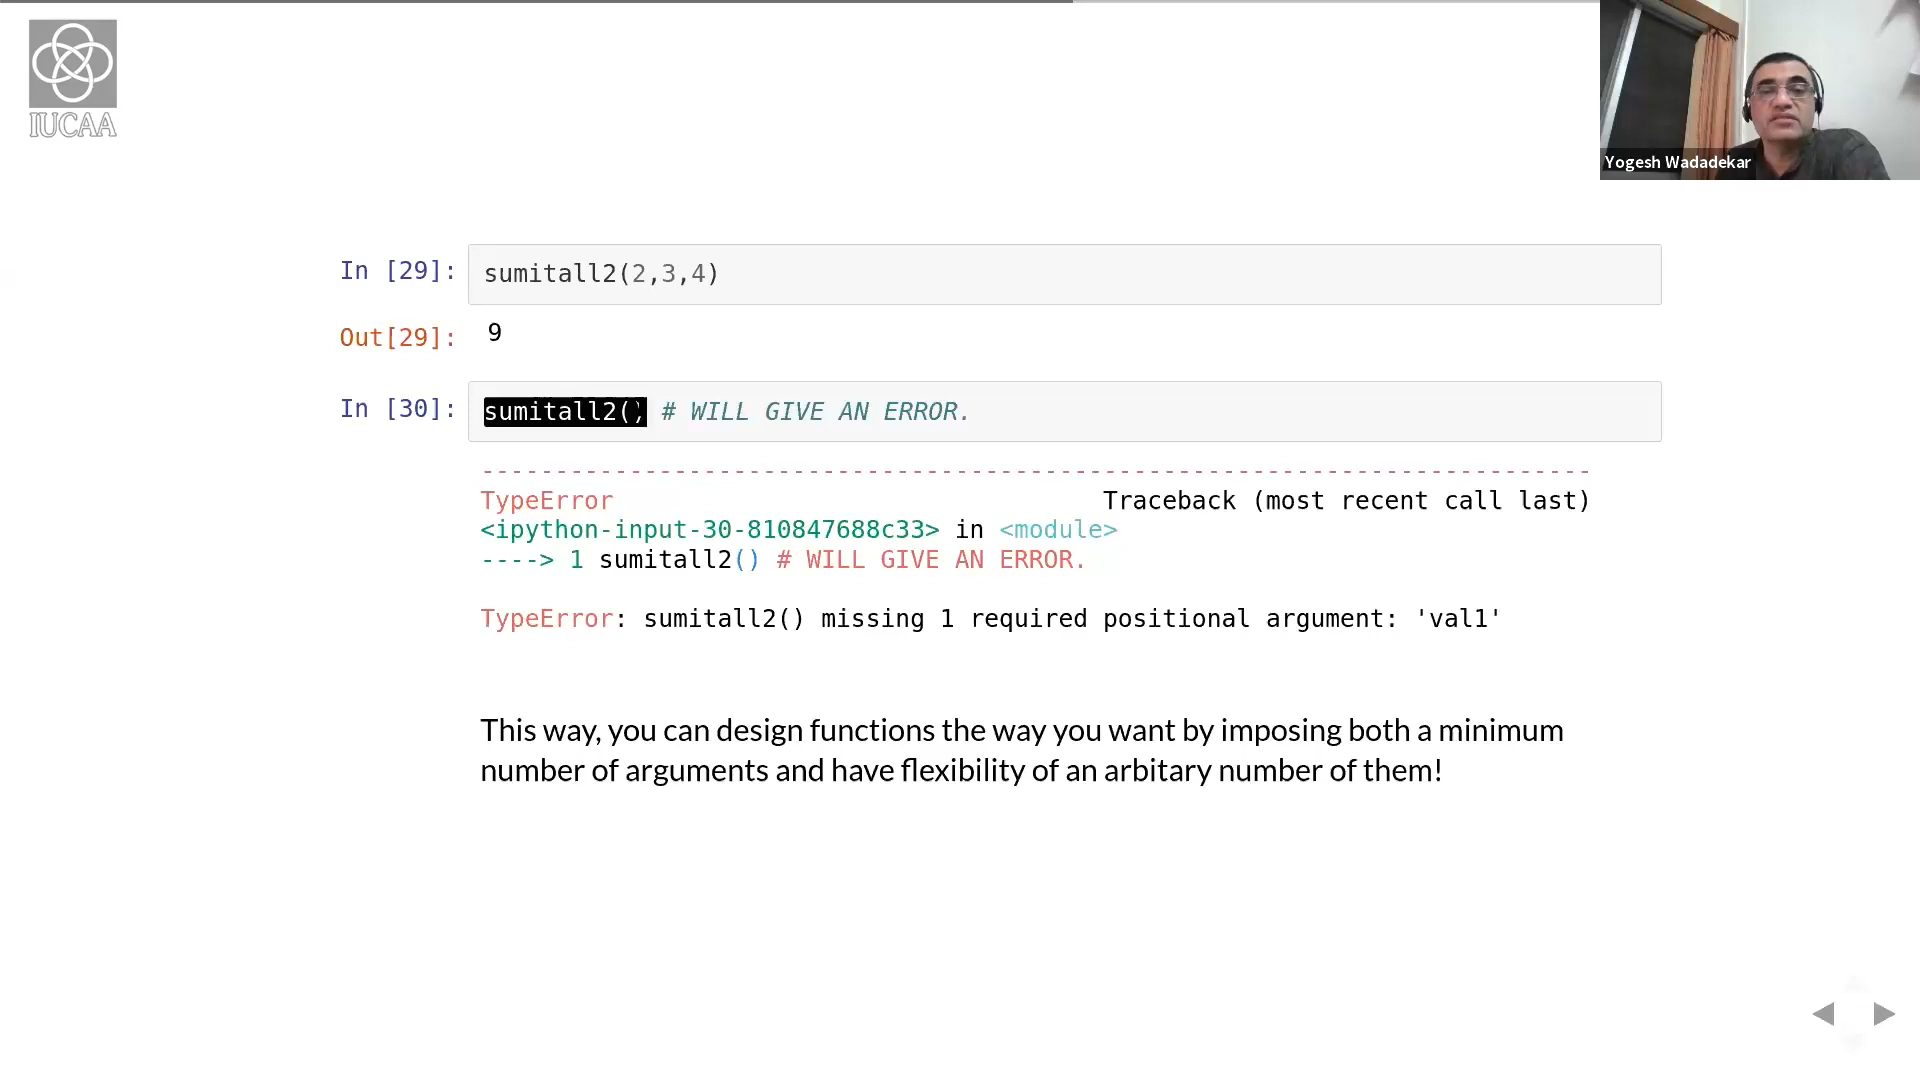 IUCAA
Yogesh Wadadekar
In [29]: sumitall2(2,3,4)
Out[29]: 9
In [30]: sumitall2() # WILL GIVE AN ERROR.
---------------------------------------------------------------------------
TypeError                                 Traceback (most recent call last)
<ipython-input-30-810847688c33> in <module>
----> 1 sumitall2() # WILL GIVE AN ERROR.
TypeError: sumitall2() missing 1 required positional argument: 'val1'
This way, you can design functions the way you want by imposing both a minimum
number of arguments and have flexibility of an arbitary number of them!